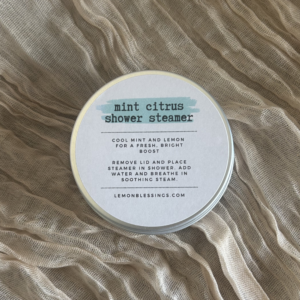 mint citrus
shower steamer
COOL MINT AND LEMON
FOR A FRESH, BRIGHT
BOOST
REMOVE LID AND PLACE
STEAMER IN SHOWER. ADD
WATER AND BREATHS IN
SOOTHING STEAM.
LEMONBLESSINGS.COM